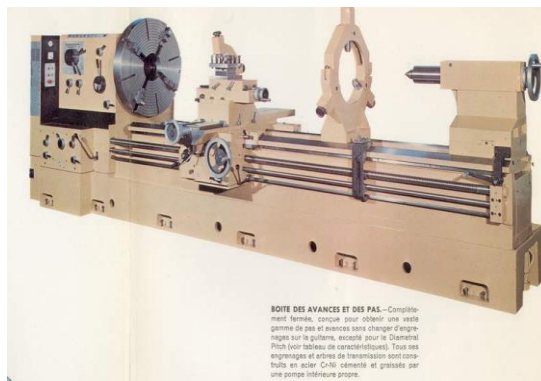 BOITE DES AVANCES ET DES PAS.—Complète-
ment fermée, conçue pour obtenir une vaste
gamme de pas et avances sans changer d'engre-
nages sur la guitarre, excepté pour le Diametral
Pitch (voir tableau de caractéristiques). Tous ses
engrenages et arbres de transmission sont cons-
truits en acier Cr-Ni cémenté et graissés par
une pompe intérieure propre.